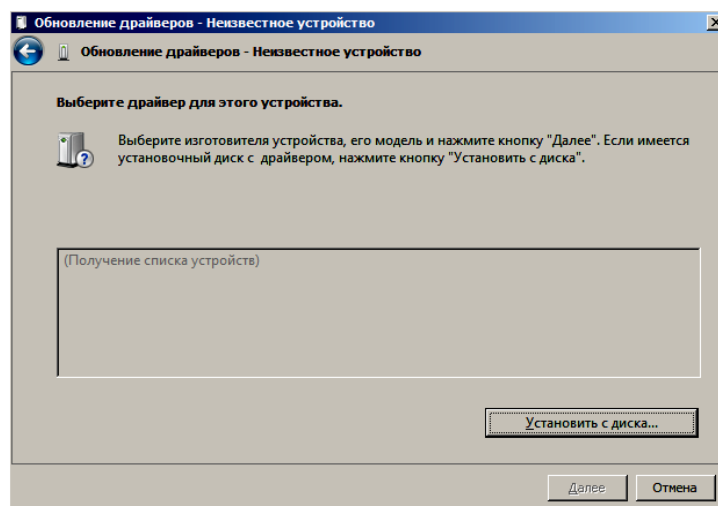 Обновление драйверов - Неизвестное устройство
Обновление драйверов - Неизвестное устройство
Выберите драйвер для этого устройства.
Выберите изготовителя устройства, его модель и нажмите кнопку "Далее". Если имеется
установочный диск с драйвером, нажмите кнопку "Установить с диска".
(Получение списка устройств)
Установить с диска...
Далее
Отмена